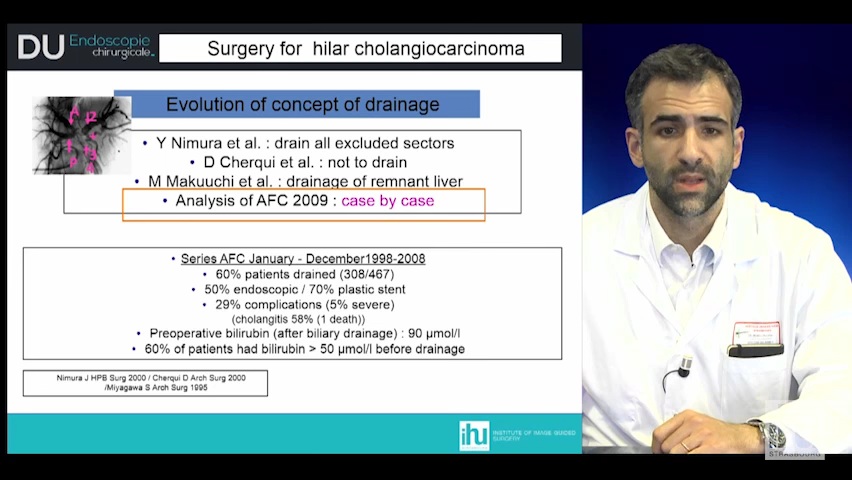 DU Endoscopie
chirurgicale
Surgery for hilar cholangiocarcinoma
Evolution of concept of drainage
• Y Nimura et al. : drain all excluded sectors
• D Cherqui et al. : not to drain
• M Makuuchi et al. : drainage of remnant liver
• Analysis of AFC 2009 : case by case
• Series AFC January - December1998-2008
• 60% patients drained (308/467)
• 50% endoscopic / 70% plastic stent
• 29% complications (5% severe)
(cholangitis 58% (1 death))
• Preoperative bilirubin (after biliary drainage) : 90 µmol/l
• 60% of patients had bilirubin > 50 µmol/l before drainage
Nimura J HPB Surg 2000 / Cherqui D Arch Surg 2000
/Miyagawa S Arch Surg 1995
ihu INSTITUTE OF IMAGE GUIDED
SURGERY
STRASBOURG